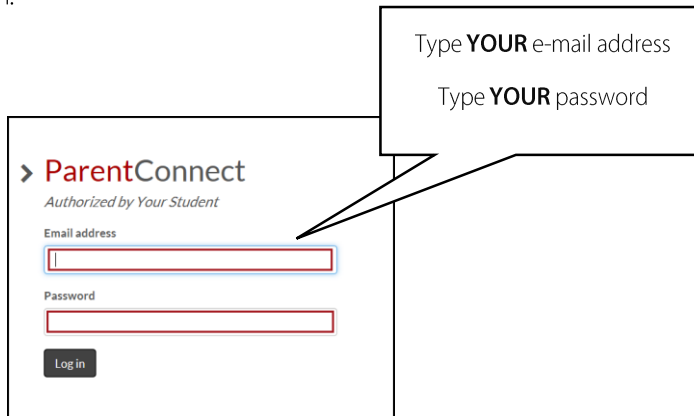 Type YOUR e-mail address
Type YOUR password
ParentConnect
Authorized by Your Student
Email address
Password
Log in